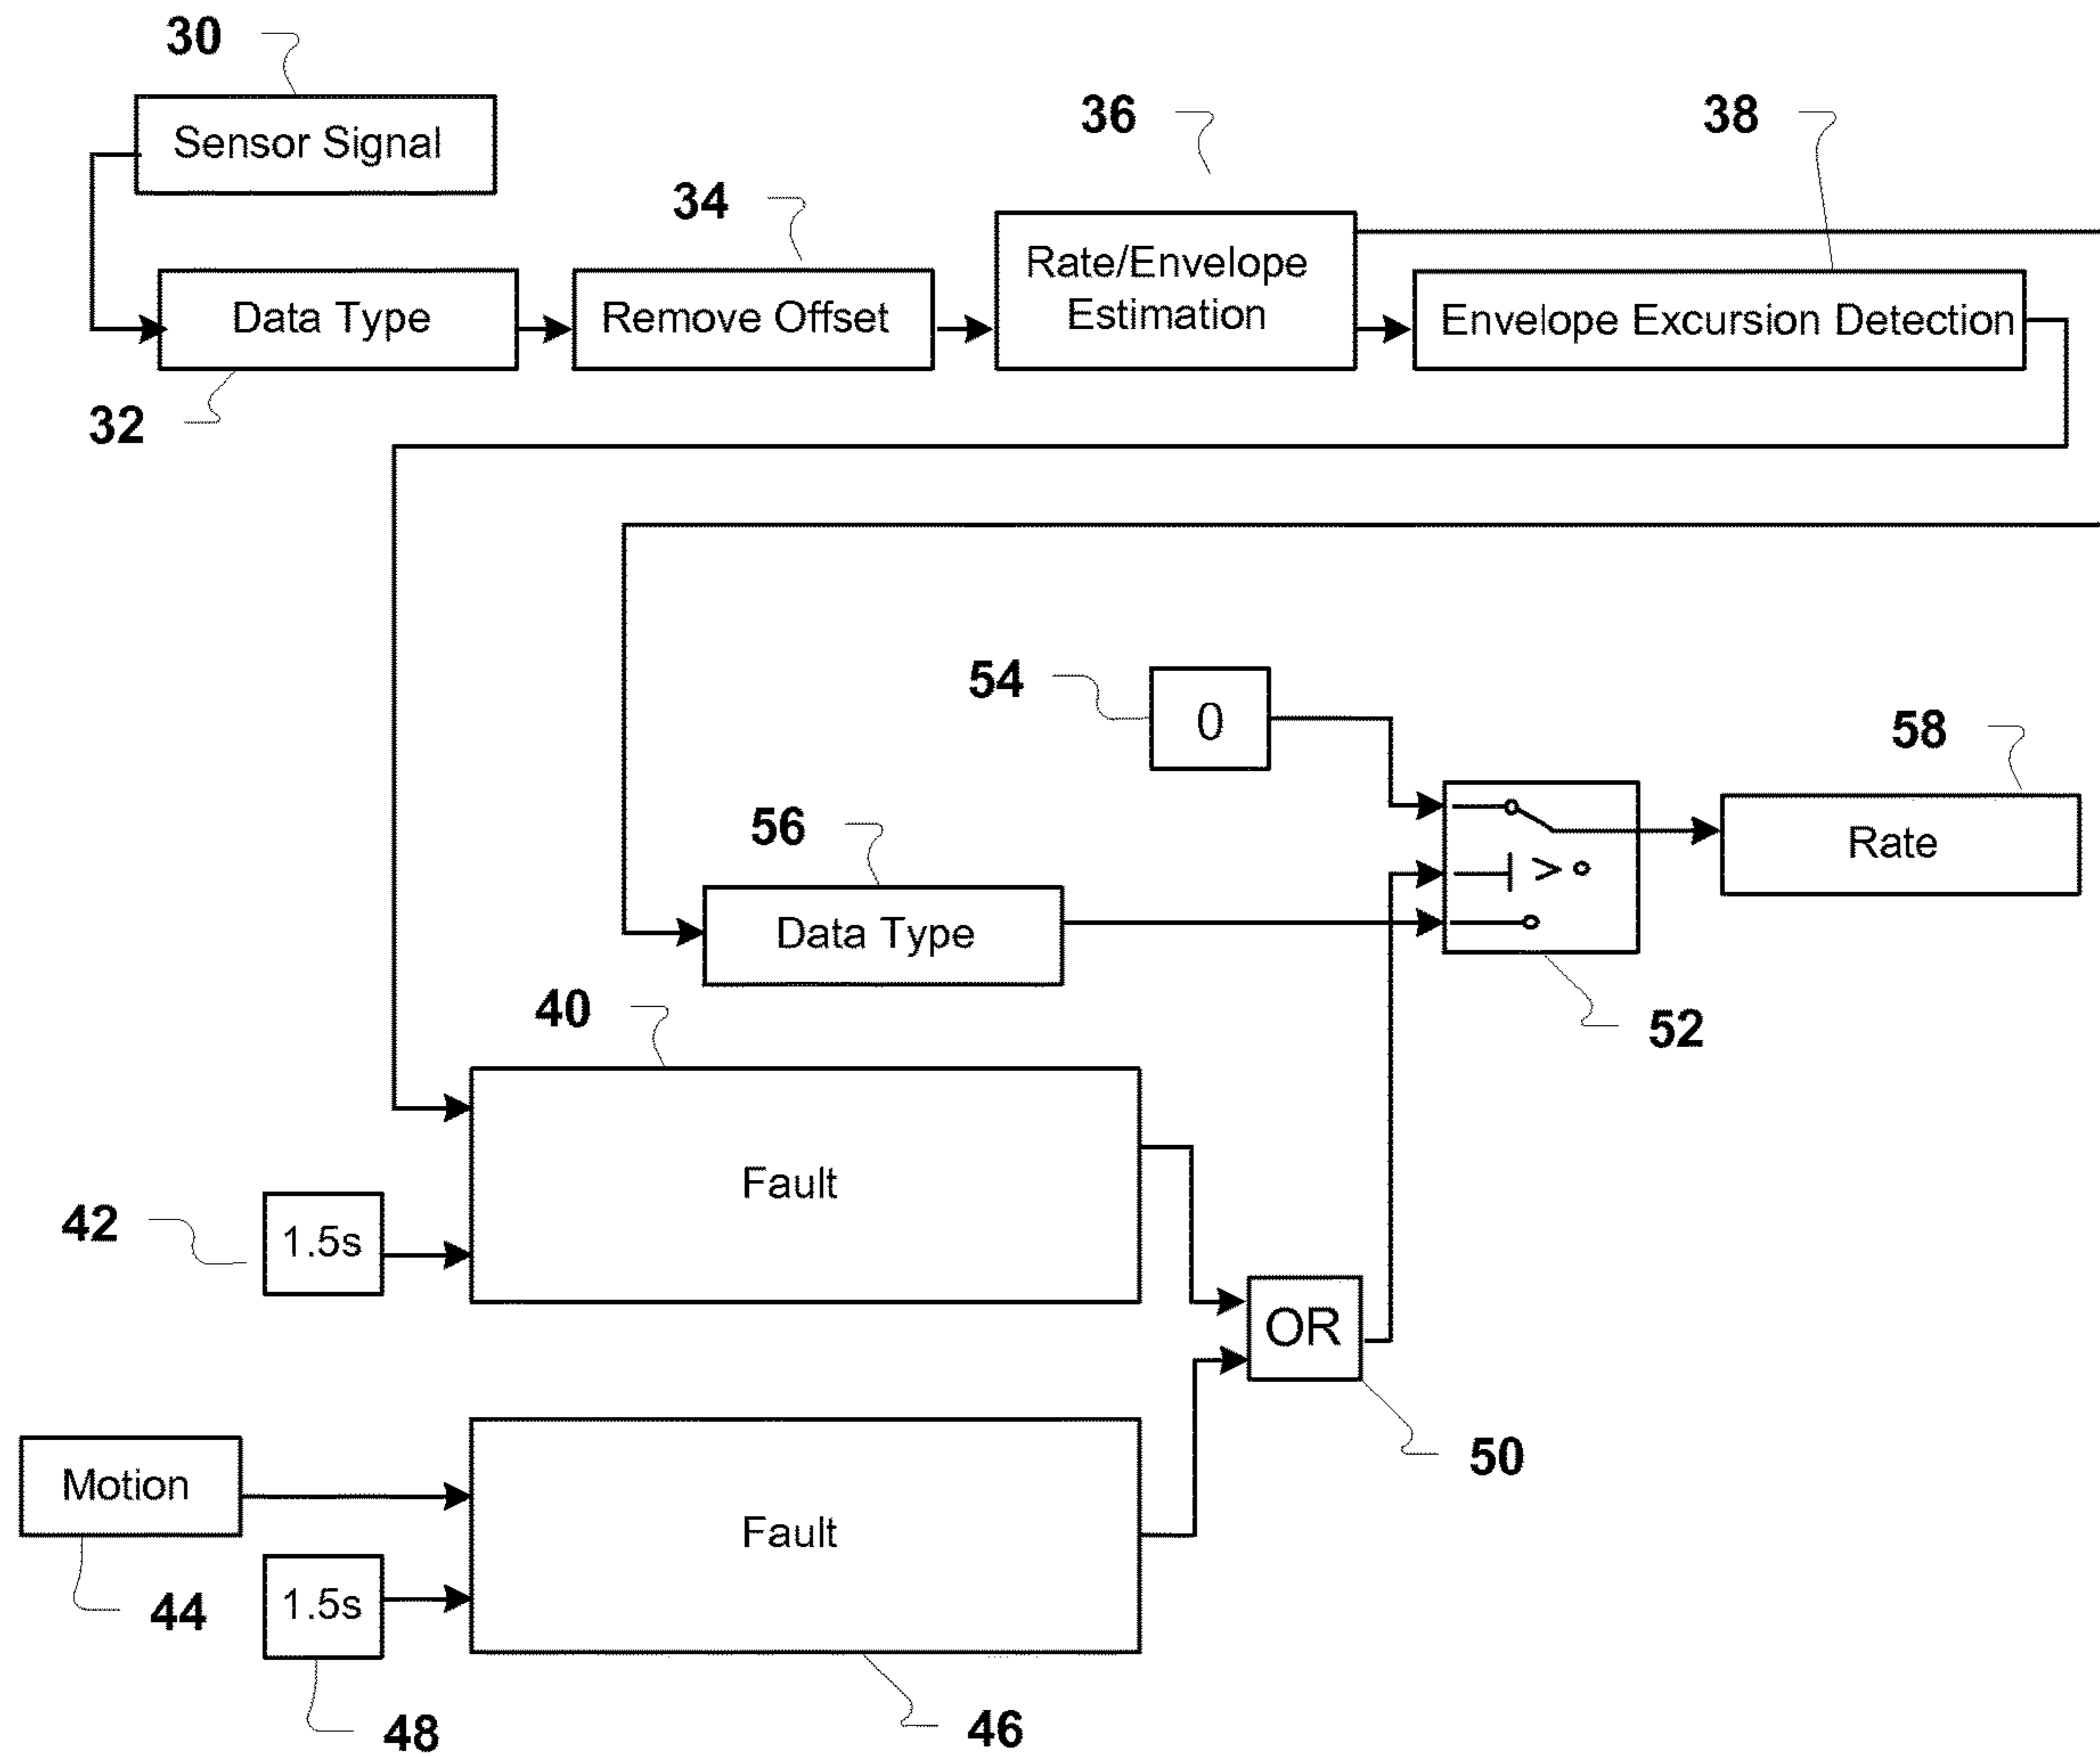 30
Sensor Signal
36
38
34
Rate/Envelope
Estimation
Data Type
Remove Offset
Envelope Excursion Detection
32
54
0
58
56
Rate
>
Data Type
52
40
Fault
42
1.5s
OR
50
Motion
Fault
44
1.5s
48
46